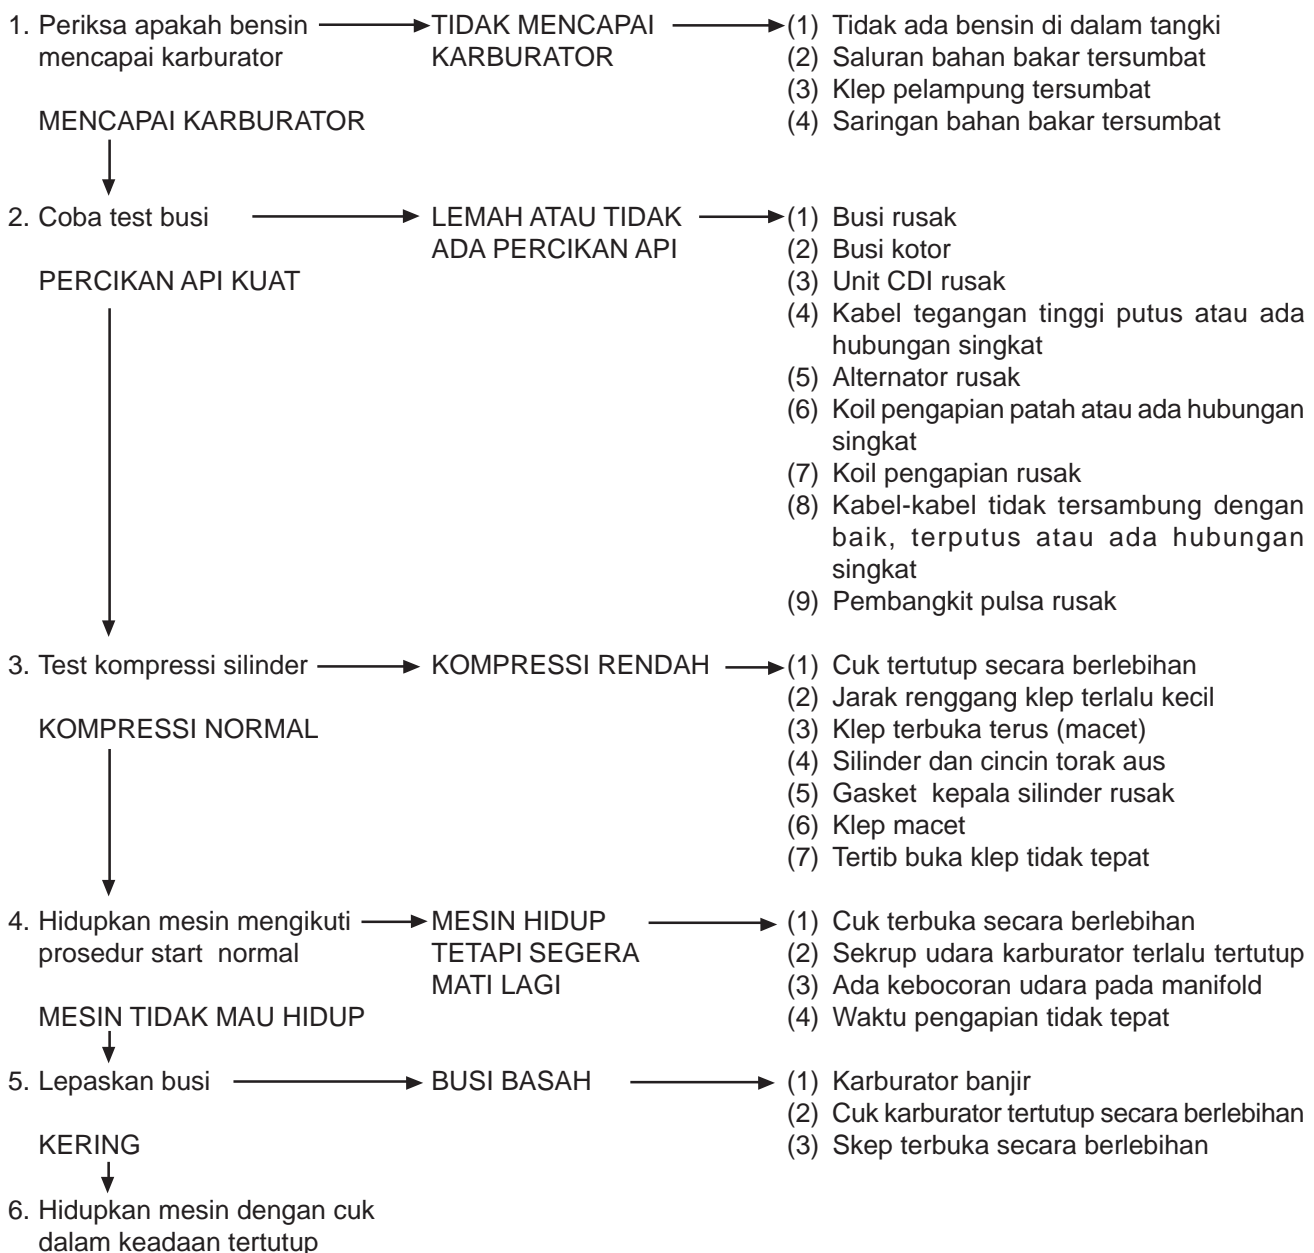 1. Periksa apakah bensin
mencapai karburator
TIDAK MENCAPAI
KARBURATOR
(1) Tidak ada bensin di dalam tangki
(2) Saluran bahan bakar tersumbat
(3) Klep pelampung tersumbat
(4) Saringan bahan bakar tersumbat
MENCAPAI KARBURATOR
2. Coba test busi
LEMAH ATAU TIDAK
ADA PERCIKAN API
(1) Busi rusak
(2) Busi kotor
(3) Unit CDI rusak
(4) Kabel tegangan tinggi putus atau ada
hubungan singkat
(5) Alternator rusak
(6) Koil pengapian patah atau ada hubungan
singkat
(7) Koil pengapian rusak
(8) Kabel-kabel tidak tersambung dengan
baik, terputus atau ada hubungan
singkat
(9) Pembangkit pulsa rusak
PERCIKAN API KUAT
3. Test kompressi silinder
KOMPRESSI RENDAH
(1) Cuk tertutup secara berlebihan
(2) Jarak renggang klep terlalu kecil
(3) Klep terbuka terus (macet)
(4) Silinder dan cincin torak aus
(5) Gasket kepala silinder rusak
(6) Klep macet
(7) Tertib buka klep tidak tepat
KOMPRESSI NORMAL
4. Hidupkan mesin mengikuti
prosedur start normal
MESIN HIDUP
TETAPI SEGERA
MATI LAGI
(1) Cuk terbuka secara berlebihan
(2) Sekrup udara karburator terlalu tertutup
(3) Ada kebocoran udara pada manifold
(4) Waktu pengapian tidak tepat
MESIN TIDAK MAU HIDUP
5. Lepaskan busi
BUSI BASAH
(1) Karburator banjir
(2) Cuk karburator tertutup secara berlebihan
(3) Skep terbuka secara berlebihan
KERING
6. Hidupkan mesin dengan cuk
dalam keadaan tertutup